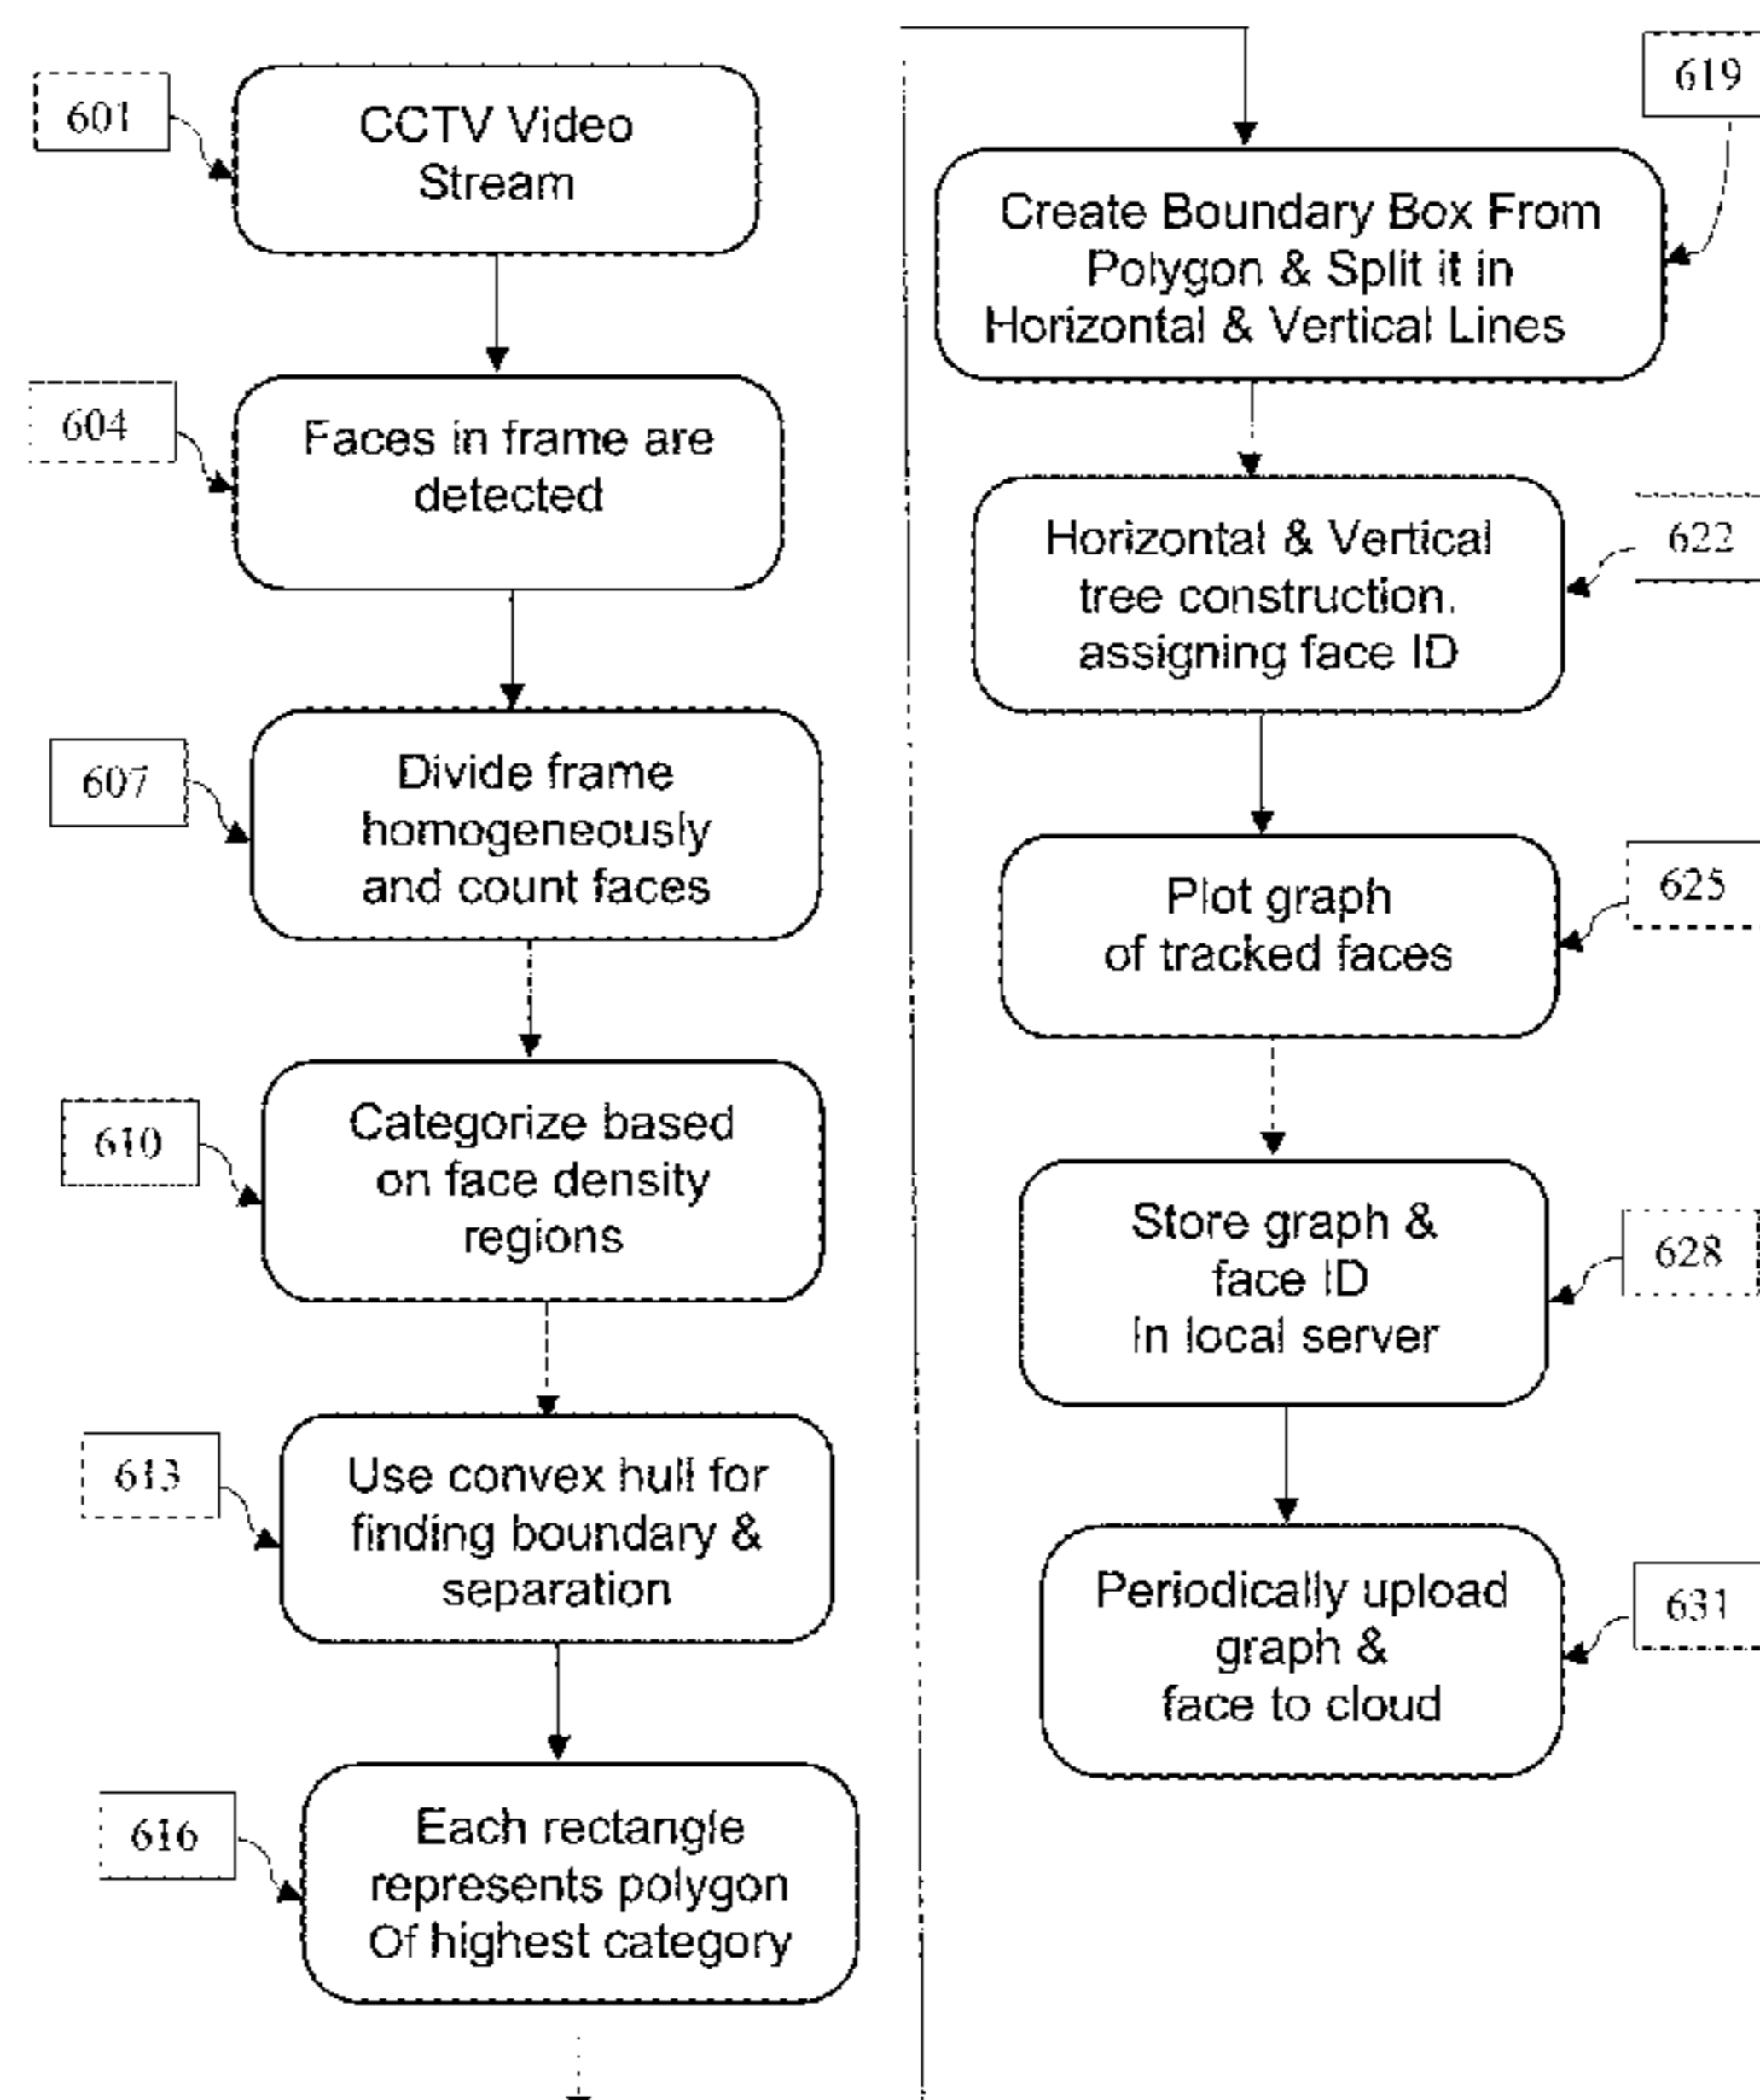 601
CCTV Video
Stream
604
Faces in frame are
detected
607
Divide frame
homogeneously
and count faces
610
Categorize based
on face density
regions
613
Use convex hull for
finding boundary &
separation
616
Each rectangle
represents polygon
Of highest category
619
Create Boundary Box From
Polygon & Split it in
Horizontal & Vertical Lines
622
Horizontal & Vertical
tree construction.
assigning face ID
625
Plot graph
of tracked faces
628
Store graph &
face ID
In local server
631
Periodically upload
graph &
face to cloud